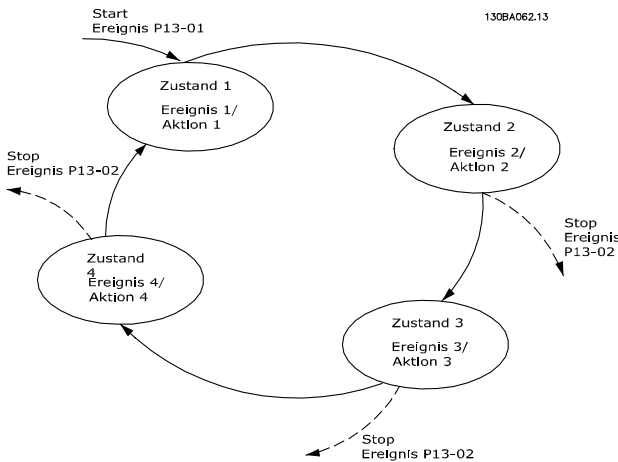 Start
Ereignis P13-01
130BA062.13
Zustand 1
Ereignis 1/
Aktion 1
Zustand 2
Ereignis 2/
Aktion 2
Stop
Ereignis P13-02
Stop
Ereignis
P13-02
Zustand
4
Ereignis 4/
Aktion 4
Zustand 3
Ereignis 3/
Aktion 3
Stop
Ereignis P13-02